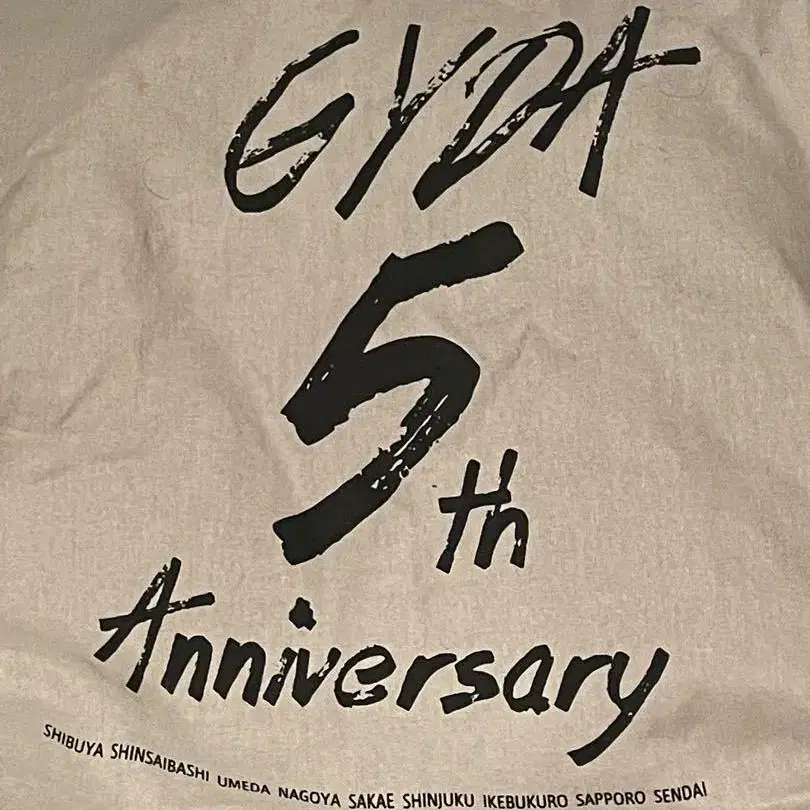 GYDA
5th
Anniversary
SHIBUYA SHINSAIBASHI UMEDA NAGOYA SAKAE SHINJUKU IKEBUKURO SAPPORO SENDAI